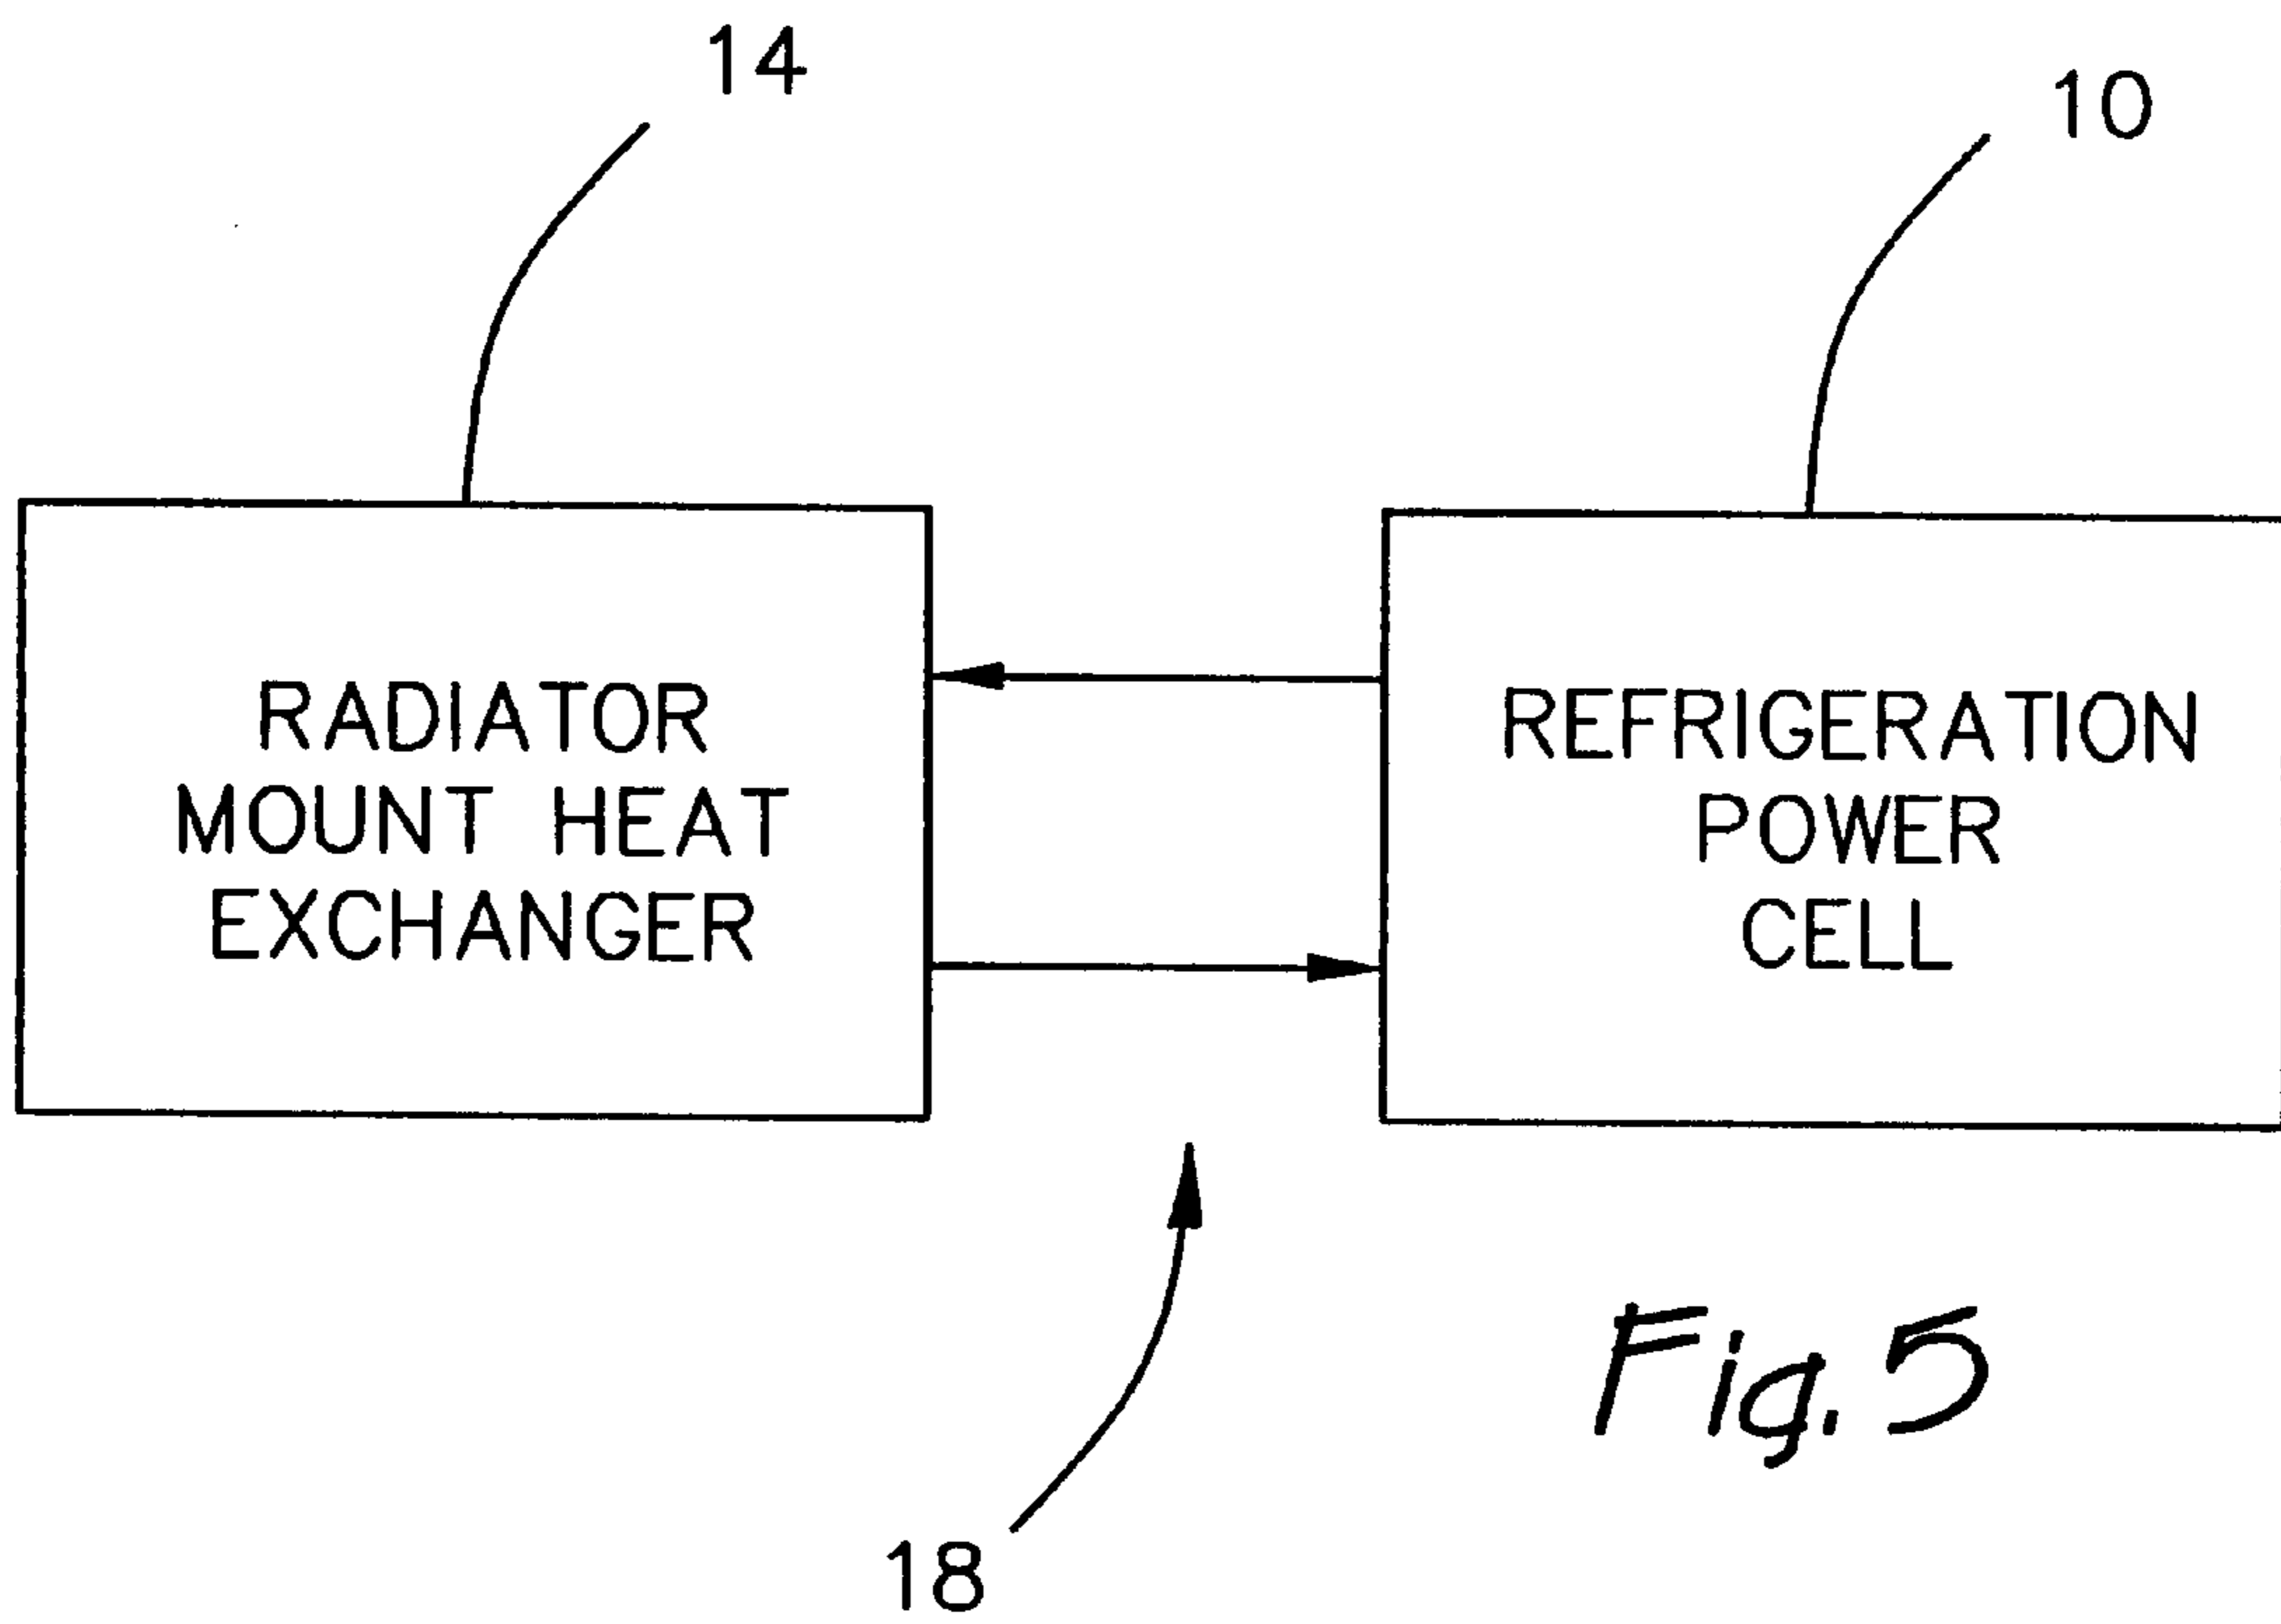 14
10
RADIATOR
MOUNT HEAT
EXCHANGER
REFRIGERATION
POWER
CELL
Fig. 5
18